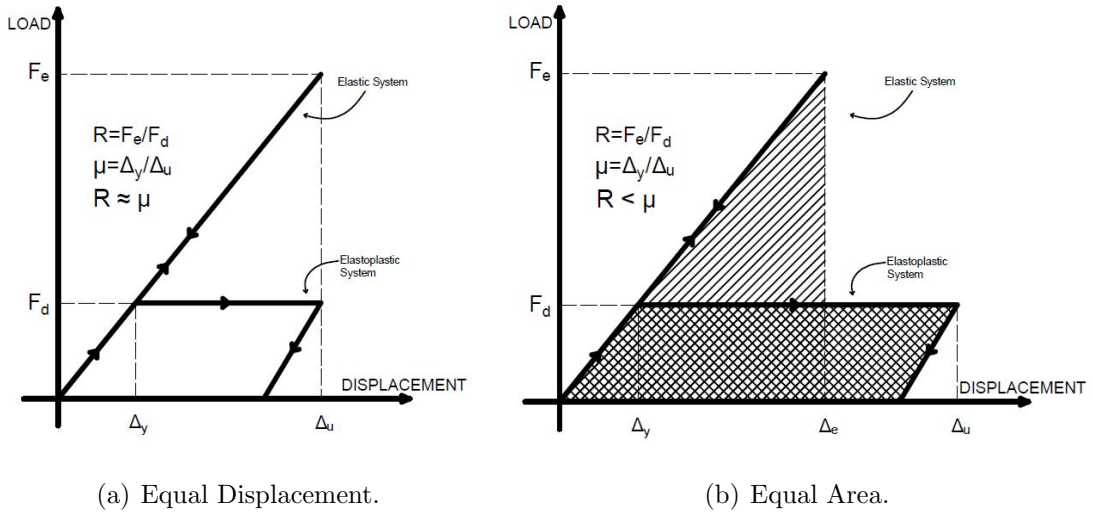 LOAD
Fe
Elastic System
R=Fe/Fd
μ=Δy/Δu
R ≈ μ
Elastoplastic
System
Fd
DISPLACEMENT
Δy
Δu
(a) Equal Displacement.
LOAD
Fe
Elastic System
R=Fe/Fd
μ=Δy/Δu
R < μ
Elastoplastic
System
Fd
DISPLACEMENT
Δy
Δe
Δu
(b) Equal Area.